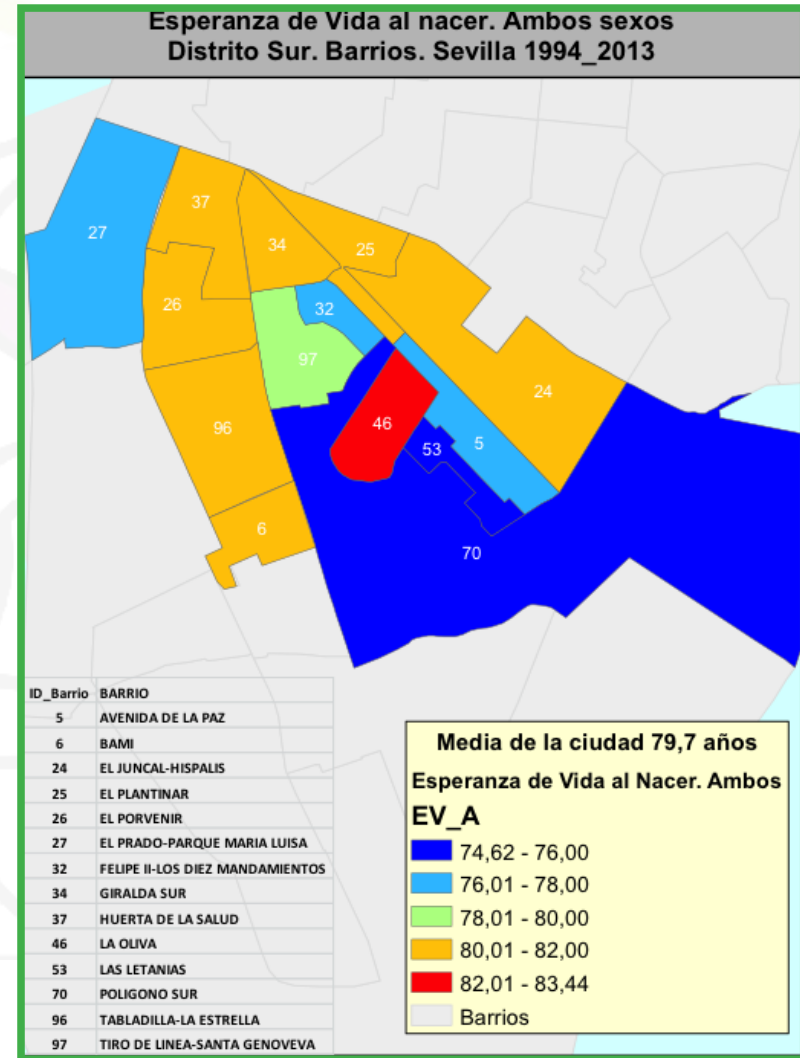 Esperanza de Vida al nacer. Ambos sexos
Distrito Sur. Barrios. Sevilla 1994_2013
27
37
34
25
26
32
97
24
96
46
53
5
6
70
ID_Barrio BARRIO
5 AVENIDA DE LA PAZ
6 BAMI
24 EL JUNCAL-HISPALIS
25 EL PLANTINAR
26 EL PORVENIR
27 EL PRADO-PARQUE MARIA LUISA
32 FELIPE II-LOS DIEZ MANDAMIENTOS
34 GIRALDA SUR
37 HUERTA DE LA SALUD
46 LA OLIVA
53 LAS LETANIAS
70 POLIGONO SUR
96 TABLADILLA-LA ESTRELLA
97 TIRO DE LINEA-SANTA GENOVEVA
Media de la ciudad 79,7 años
Esperanza de Vida al Nacer. Ambos
EV_A
74,62 - 76,00
76,01 - 78,00
78,01 - 80,00
80,01 - 82,00
82,01 - 83,44
Barrios